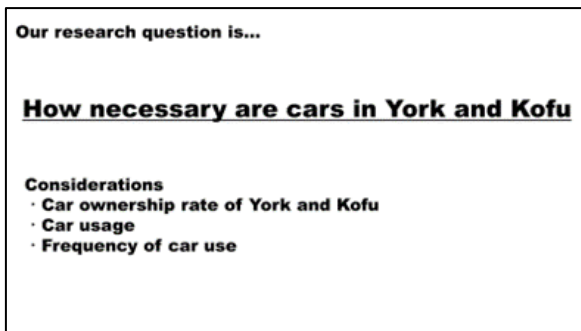 Our research question is...
How necessary are cars in York and Kofu
Considerations
・Car ownership rate of York and Kofu
・Car usage
・Frequency of car use